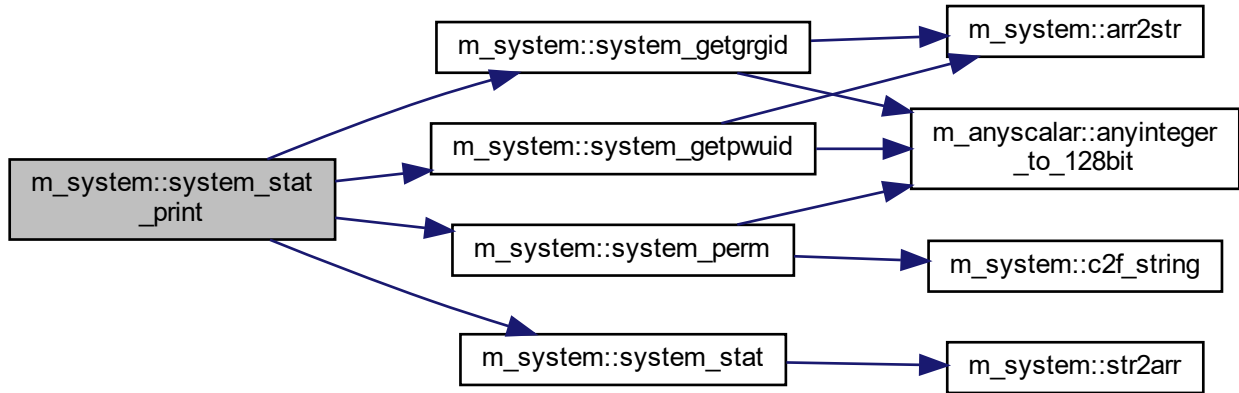 m_system::system_stat
_print
m_system::system_getgrgid
m_system::system_getpwuid
m_system::system_perm
m_system::system_stat
m_system::arr2str
m_anyscalar::anyinteger
_to_128bit
m_system::c2f_string
m_system::str2arr